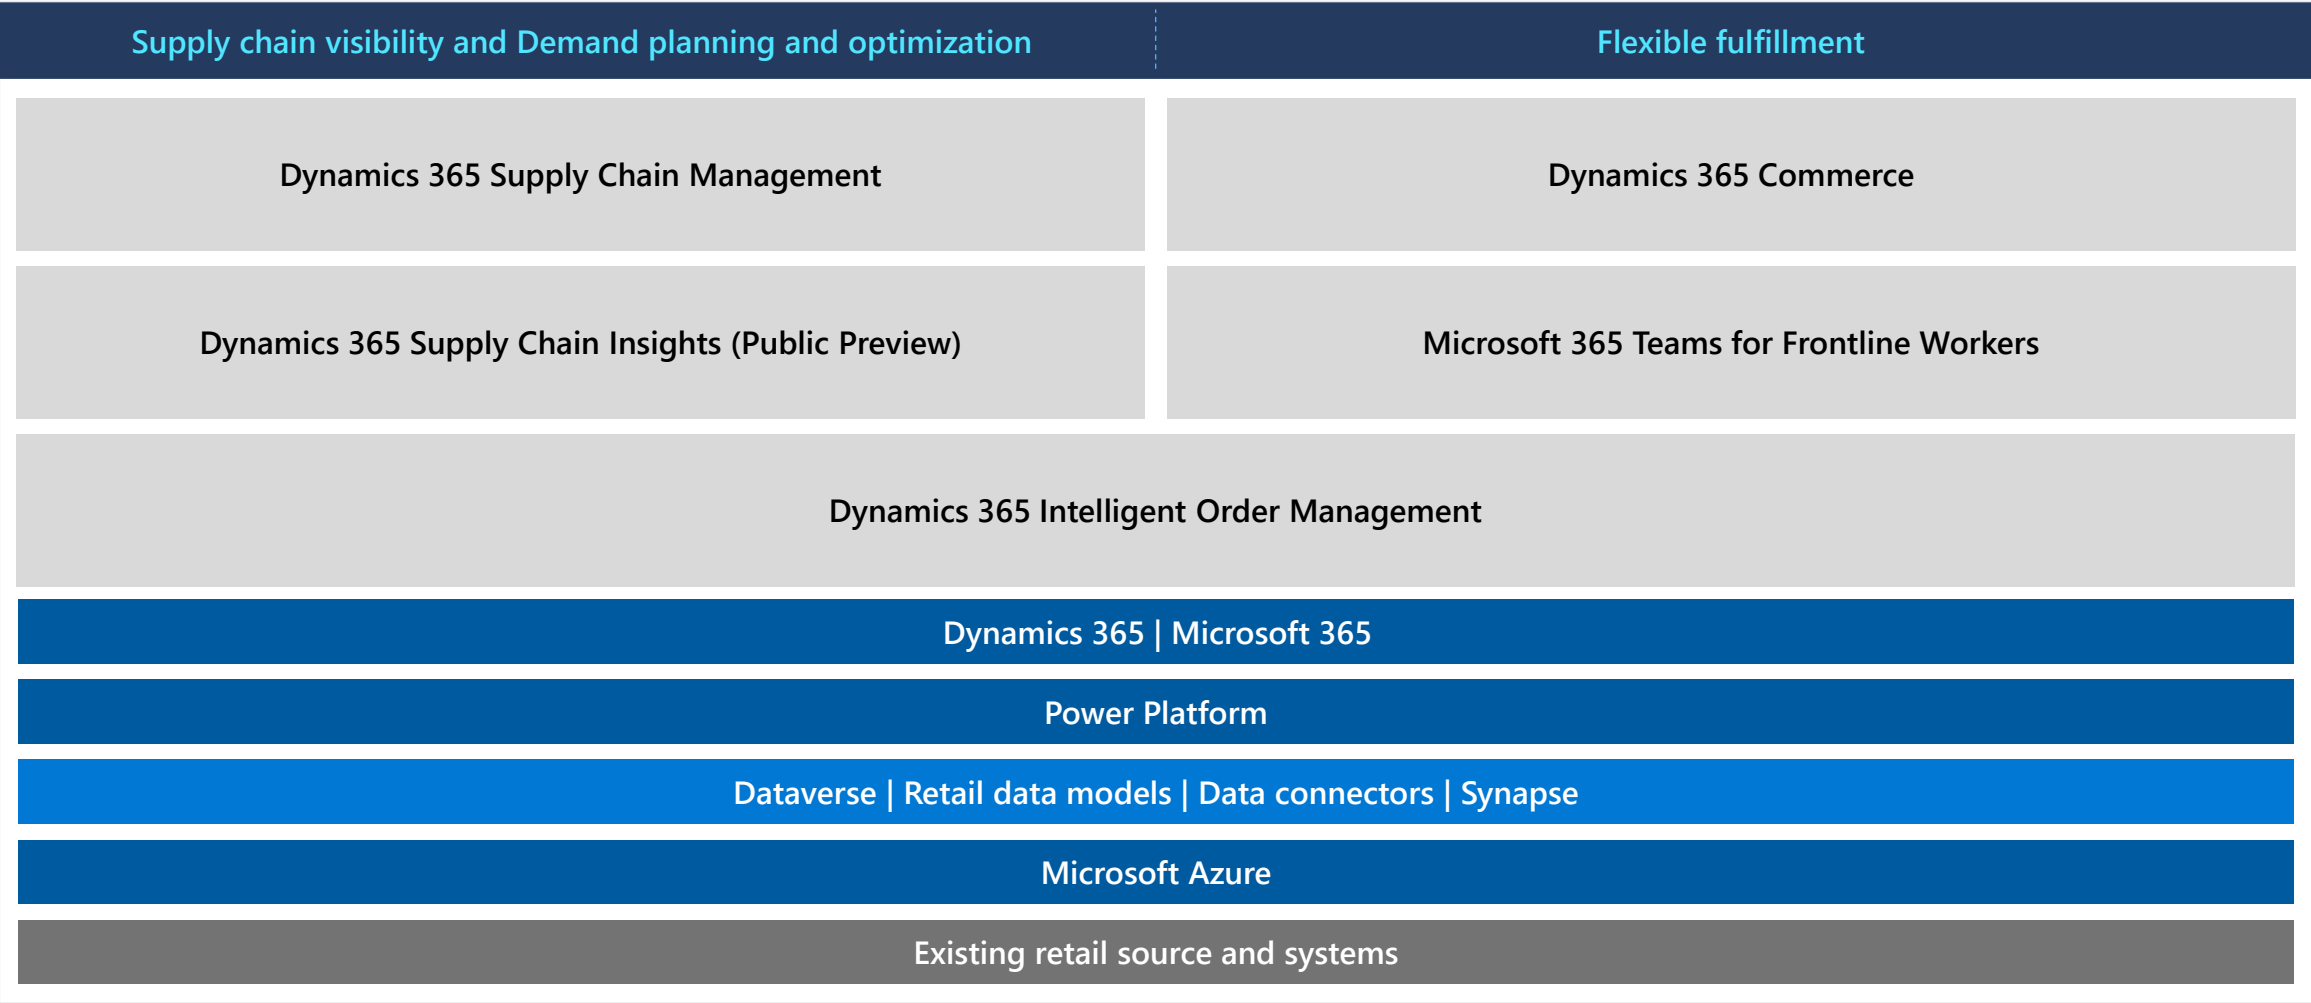 Supply chain visibility and Demand planning and optimization
Flexible fulfillment
Dynamics 365 Supply Chain Management
Dynamics 365 Commerce
Dynamics 365 Supply Chain Insights (Public Preview)
Microsoft 365 Teams for Frontline Workers
Dynamics 365 Intelligent Order Management
Dynamics 365 | Microsoft 365
Power Platform
Dataverse | Retail data models | Data connectors | Synapse
Microsoft Azure
Existing retail source and systems